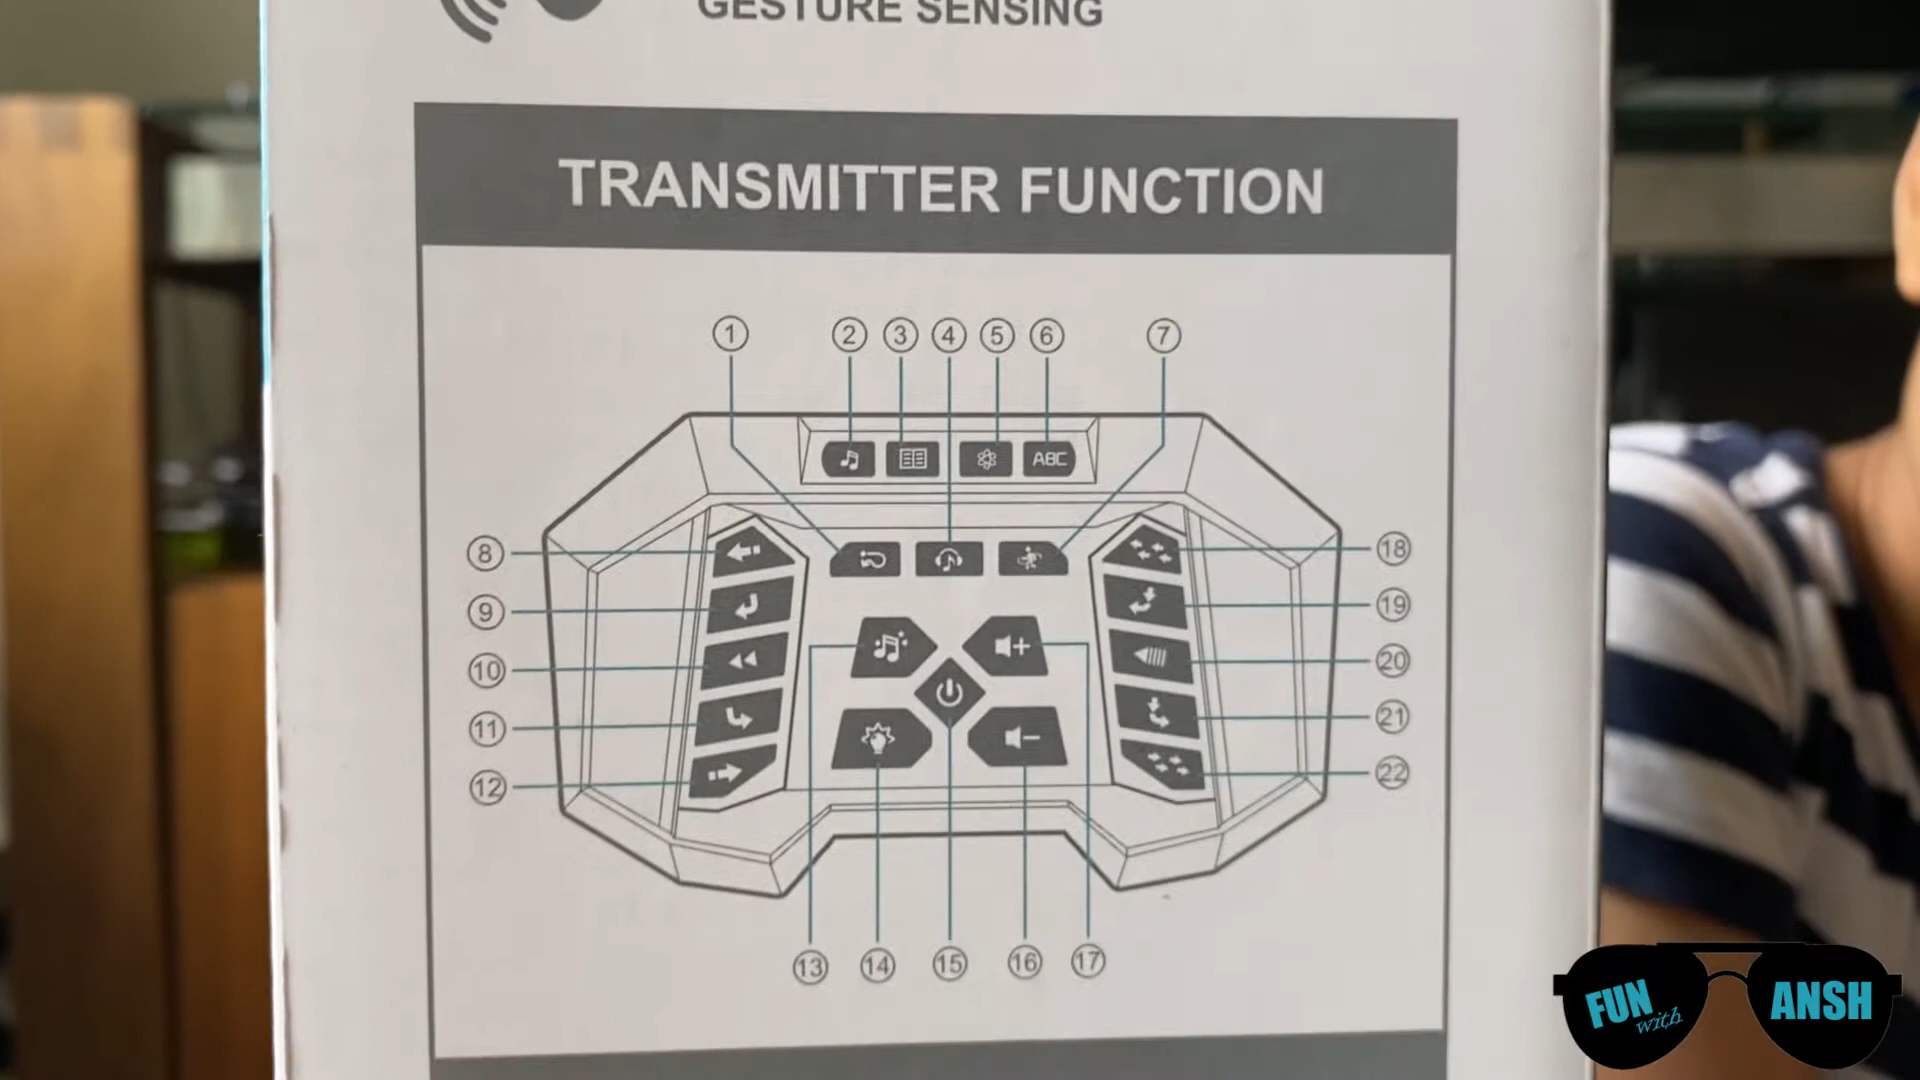 GESTURE SENSING
TRANSMITTER FUNCTION
1 2 3 4 5 6 7
ABC
8 18
9 19
10 20
11 21
12 22
13 14 15 16 17
FUN with ANSH